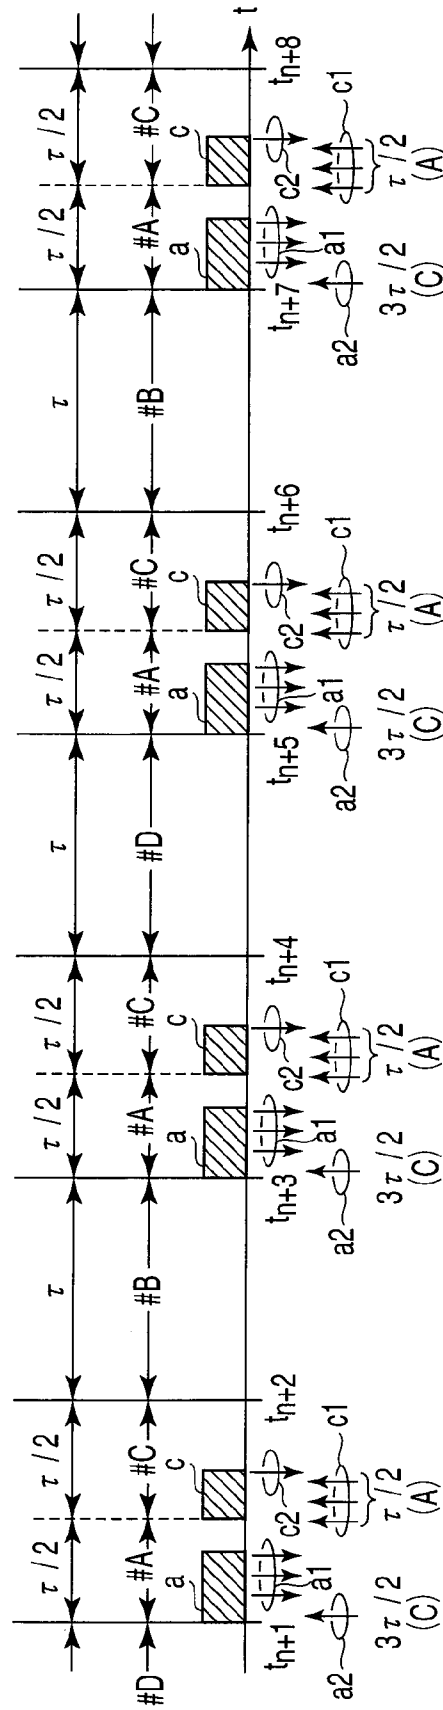 τ/2 τ/2 τ τ/2 τ/2 τ τ/2 τ/2 τ τ/2 τ/2
#D #A #C #B #A #C #D #A #C #B #A #C
a c a c a c a c
t
tn+1 tn+2 tn+3 tn+4 tn+5 tn+6 tn+7 tn+8
a1 c2 a1 c2 a1 c2 a1 c2
a2 c1 a2 c1 a2 c1 a2 c1
3τ/2 τ/2 3τ/2 τ/2 3τ/2 τ/2 3τ/2 τ/2
(C) (A) (C) (A) (C) (A) (C) (A)